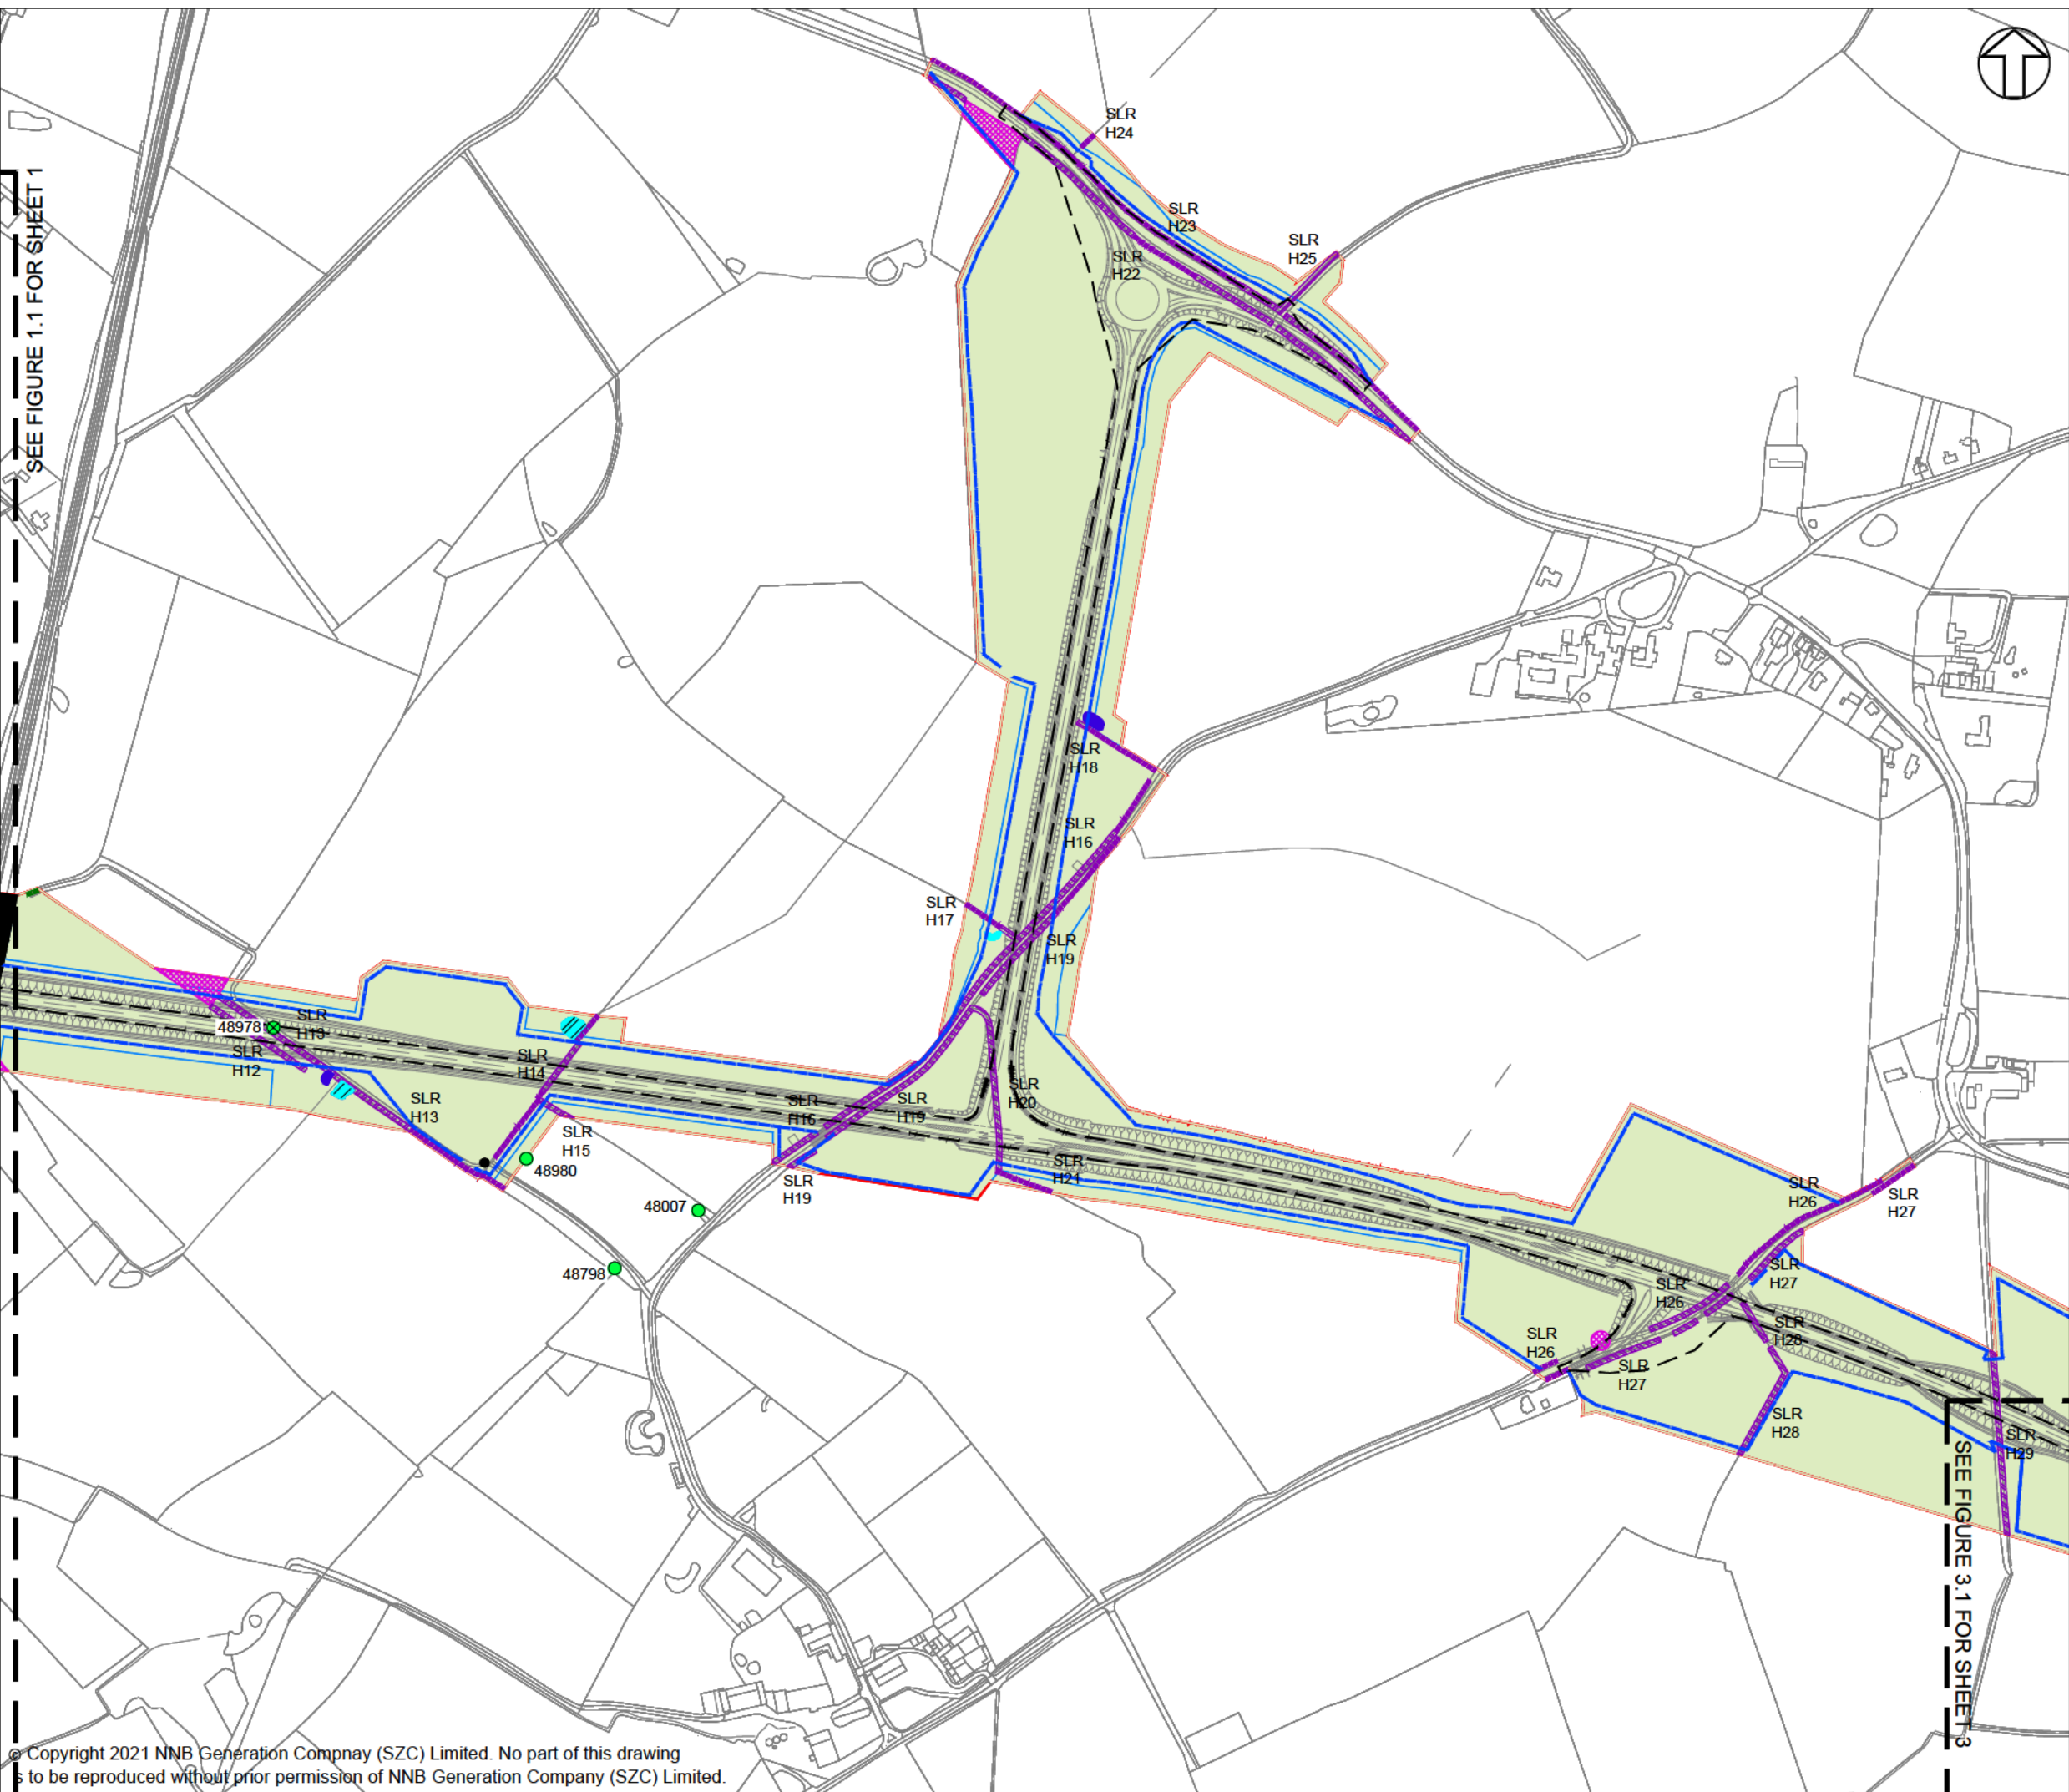 SEE FIGURE 1.1 FOR SHEET 1
SLR
H24
SLR
H23
SLR
H25
SLR
H22
SLR
H18
SLR
H16
SLR
H17
SLR
H19
48978
SLR
H13
SLR
H12
SLR
H14
SLR
H13
SLR
H15
48980
SLR
H16
SLR
H19
SLR
H20
SLR
H21
SLR
H19
48007
48798
SLR
H26
SLR
H27
SLR
H27
SLR
H26
SLR
H28
SLR
H26
SLR
H27
SLR
H28
SLR
H29
SEE FIGURE 3.1 FOR SHEET 3
© Copyright 2021 NNB Generation Compnay (SZC) Limited. No part of this drawing
s to be reproduced without prior permission of NNB Generation Company (SZC) Limited.